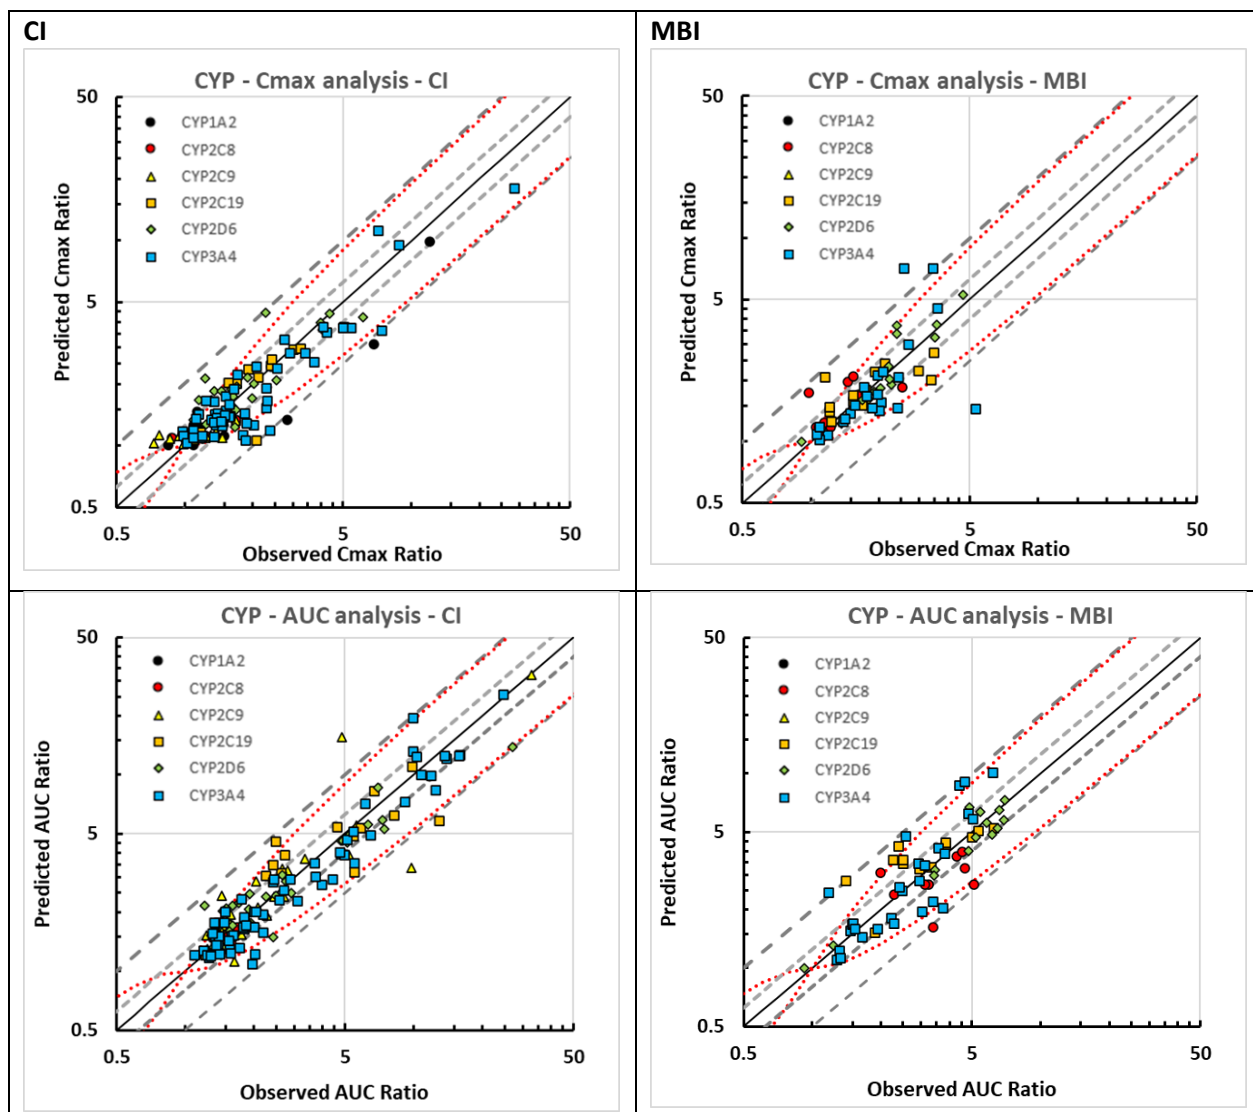 CI
CYP - Cmax analysis - CI
50
CYP1A2
CYP2C8
CYP2C9
CYP2C19
CYP2D6
CYP3A4
Predicted Cmax Ratio
5
0.5
0.5
5
50
Observed Cmax Ratio
MBI
CYP - Cmax analysis - MBI
50
CYP1A2
CYP2C8
CYP2C9
CYP2C19
CYP2D6
CYP3A4
Predicted Cmax Ratio
5
0.5
0.5
5
50
Observed Cmax Ratio
CYP - AUC analysis - CI
50
CYP1A2
CYP2C8
CYP2C9
CYP2C19
CYP2D6
CYP3A4
Predicted AUC Ratio
5
0.5
0.5
5
50
Observed AUC Ratio
CYP - AUC analysis - MBI
50
CYP1A2
CYP2C8
CYP2C9
CYP2C19
CYP2D6
CYP3A4
Predicted AUC Ratio
5
0.5
0.5
5
50
Observed AUC Ratio